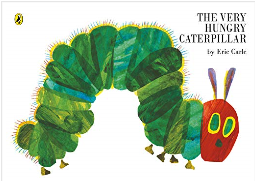 THE VERY
HUNGRY
CATERPILLAR
by Eric Carle